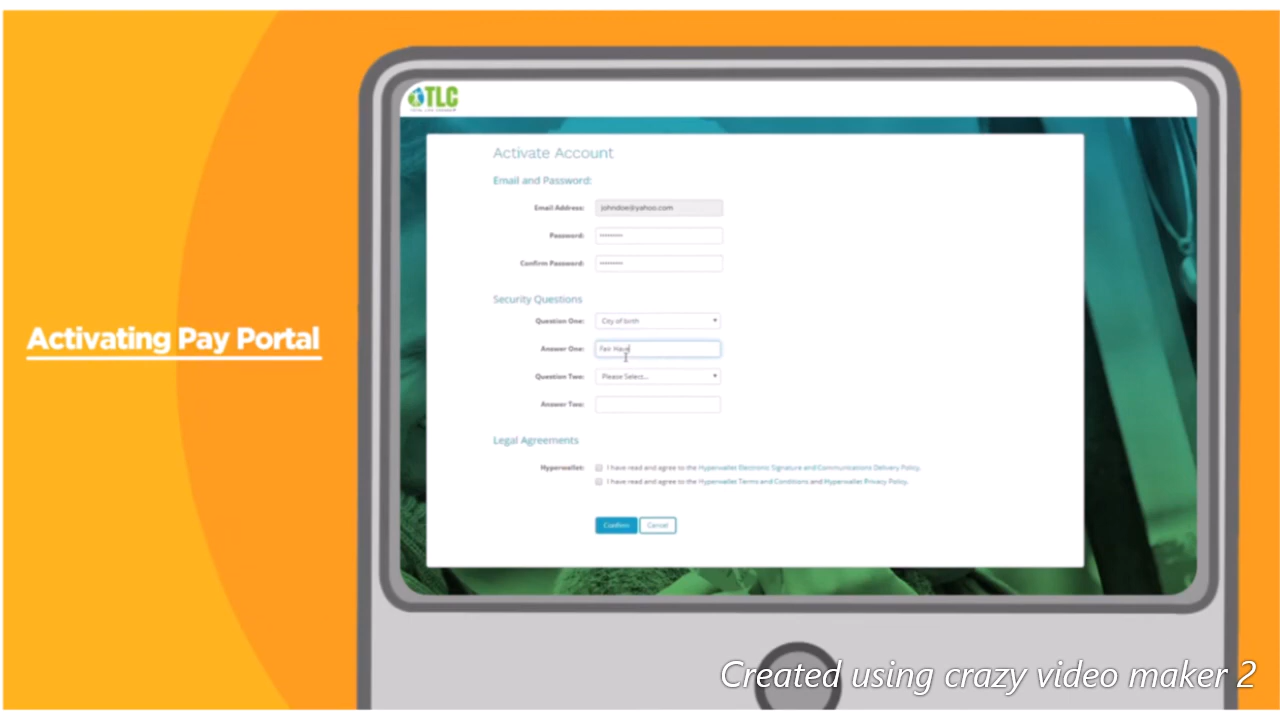 TLC
Activate Account
Email and Password:
Email Address: johndoe@yahoo.com
Password: ••••••••
Confirm Password: ••••••••
Security Questions
Question One: City of birth
Answer One: Fair Have
Question Two: Please Select...
Answer Two:
Legal Agreements
Hyperwallet: I have read and agree to the Hyperwallet Electronic Signature and Communications Delivery Policy.
I have read and agree to the Hyperwallet Terms and Conditions and Hyperwallet Privacy Policy.
Confirm Cancel
Activating Pay Portal
Created using crazy video maker 2